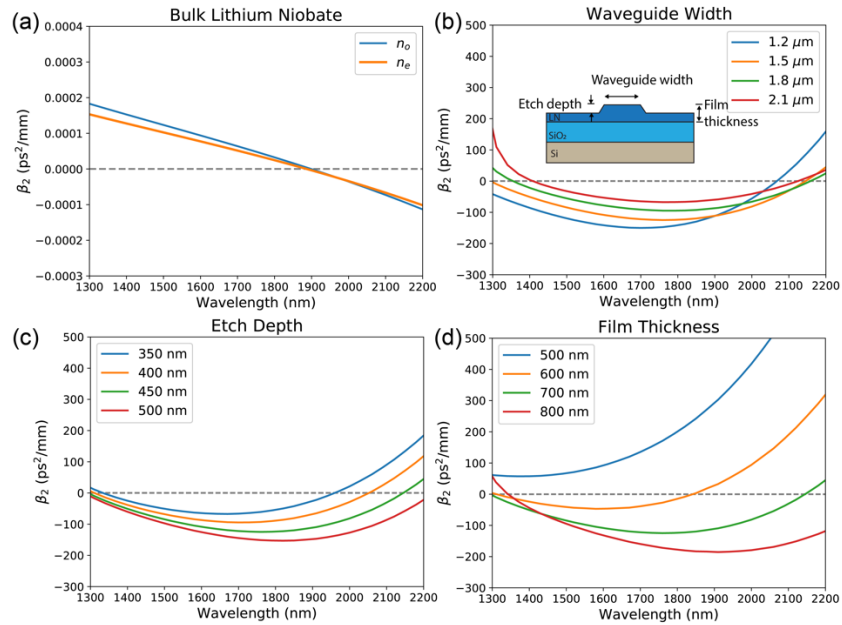 (a)
Bulk Lithium Niobate
0.0004
0.0003
0.0002
0.0001
0.0000
−0.0001
−0.0002
−0.0003
β₂ (ps²/mm)
nₒ
nₑ
1300 1400 1500 1600 1700 1800 1900 2000 2100 2200
Wavelength (nm)
(b)
Waveguide Width
500
400
300
200
100
0
−100
−200
−300
β₂ (ps²/mm)
1.2 μm
1.5 μm
1.8 μm
2.1 μm
Waveguide width
Etch depth
Film
thickness
LN
SiO₂
Si
1300 1400 1500 1600 1700 1800 1900 2000 2100 2200
Wavelength (nm)
(c)
Etch Depth
500
400
300
200
100
0
−100
−200
−300
β₂ (ps²/mm)
350 nm
400 nm
450 nm
500 nm
1300 1400 1500 1600 1700 1800 1900 2000 2100 2200
Wavelength (nm)
(d)
Film Thickness
500
400
300
200
100
0
−100
−200
−300
β₂ (ps²/mm)
500 nm
600 nm
700 nm
800 nm
1300 1400 1500 1600 1700 1800 1900 2000 2100 2200
Wavelength (nm)